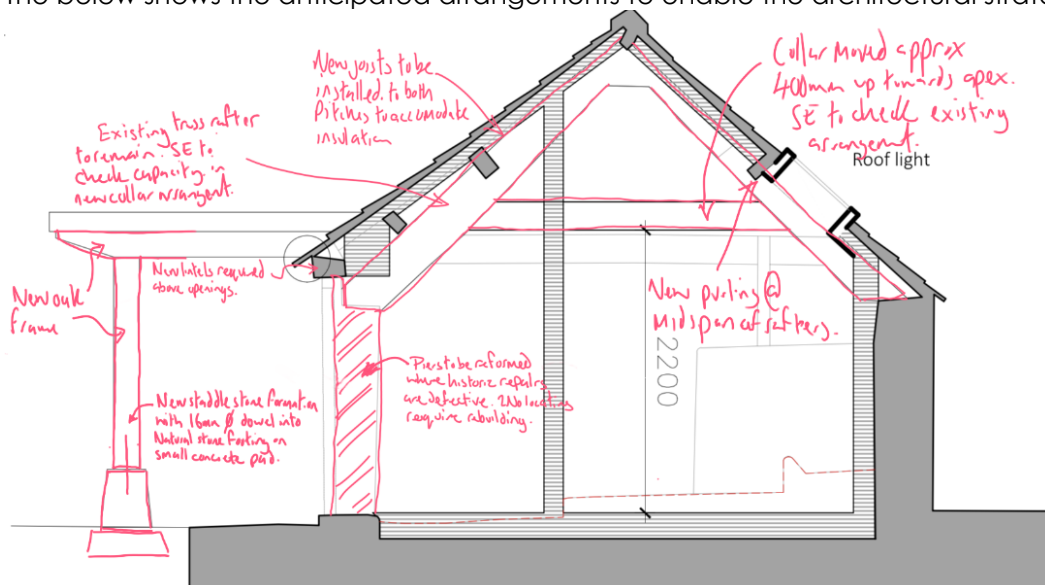 the below shows the anticipated arrangements to enable the architectural strate
New joists to be
installed to both
pitches to accomodate
insulation
Collar moved approx
400mm up towards apex.
SE to check existing
arrangement.
Existing truss rafter
to remain. SE to
check capacity in
new collar arrangent.
Roof light
New lintels required
above openings.
New oak
frame
New purling @
Midspan of rafters.
2200
Piers to be reformed
where historic repairs
are defective. 2No locations
require rebuilding.
New staddle stone formation
with 16mm Ø dowel into
Natural stone footing on
small concrete pad.